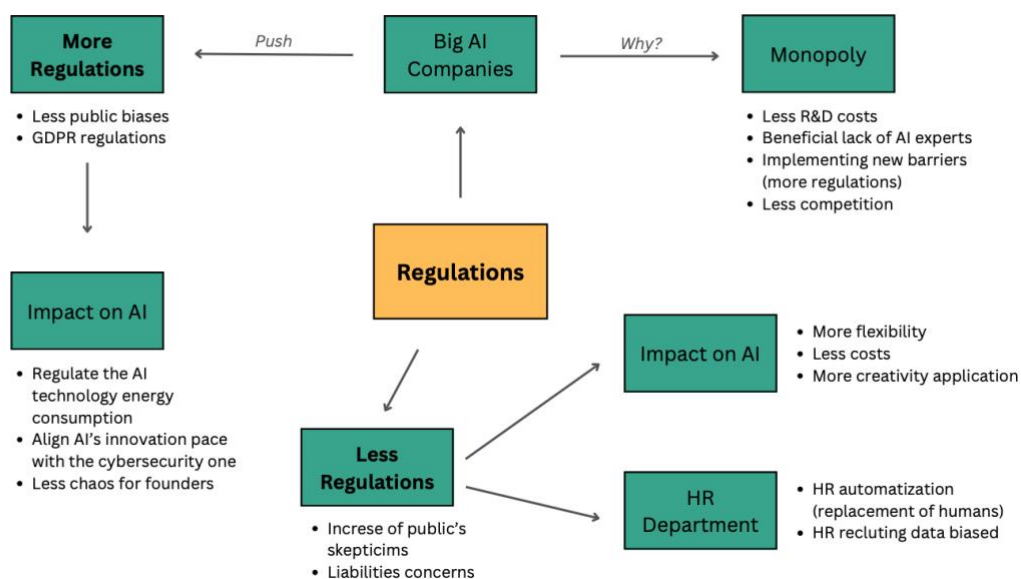 More
Regulations
Push
Big AI
Companies
Why?
Monopoly
• Less public biases
• GDPR regulations
• Less R&D costs
• Beneficial lack of AI experts
• Implementing new barriers
(more regulations)
• Less competition
Regulations
Impact on AI
• Regulate the AI
technology energy
consumption
• Align AI's innovation pace
with the cybersecurity one
• Less chaos for founders
Impact on AI
• More flexibility
• Less costs
• More creativity application
Less
Regulations
• Increse of public's
skepticims
• Liabilities concerns
HR
Department
• HR automatization
(replacement of humans)
• HR recluting data biased